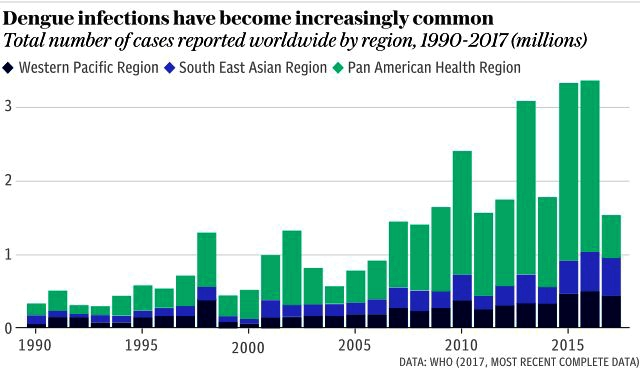 Dengue infections have become increasingly common
Total number of cases reported worldwide by region, 1990-2017 (millions)
Western Pacific Region South East Asian Region Pan American Health Region
3
2
1
0
1990 1995 2000 2005 2010 2015
DATA: WHO (2017, MOST RECENT COMPLETE DATA)